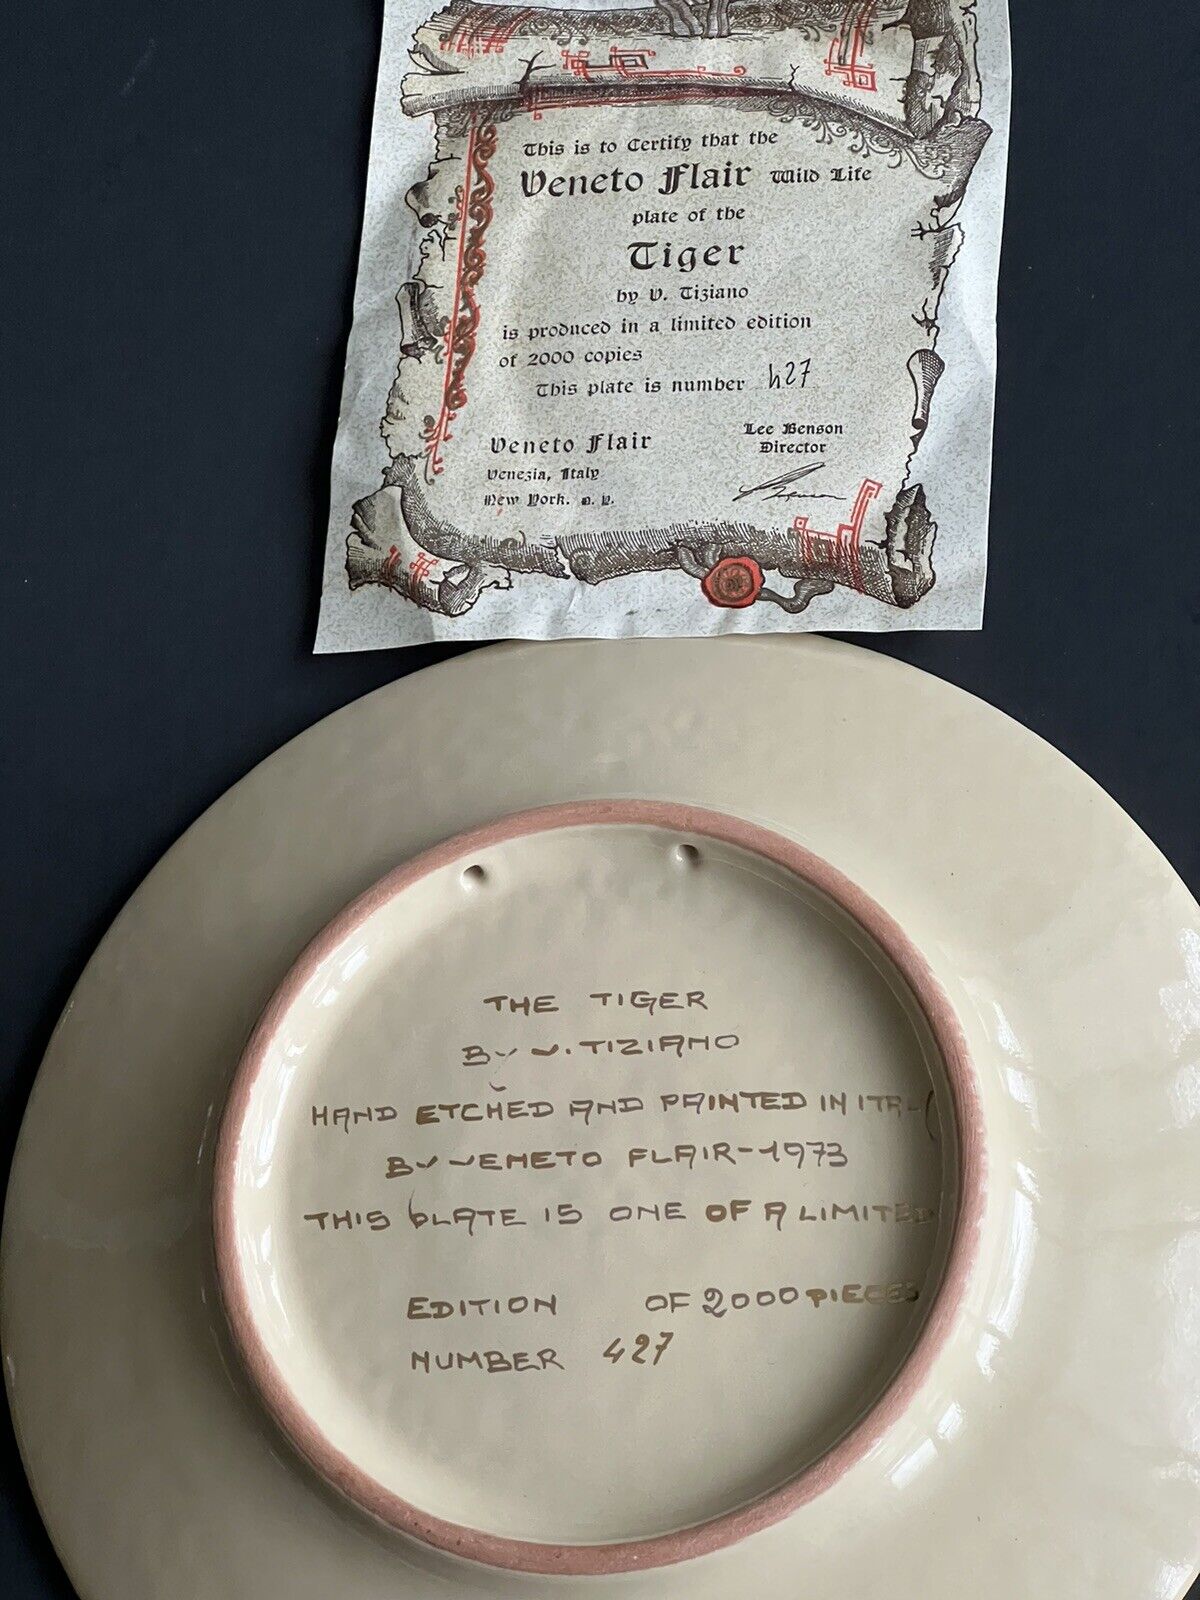 This is to Certify that the
Veneto Flair Wild Life
plate of the
Tiger
by V. Tiziano
is produced in a limited edition
of 2000 copies
This plate is number 427
Lee Benson
Director
Veneto Flair
Venezia, Italy
New York. N. Y.
THE TIGER
BY V. TIZIANO
HAND ETCHED AND PAINTED IN ITALY
BY VENETO FLAIR-1973
THIS PLATE IS ONE OF A LIMITED
EDITION OF 2000 PIECES
NUMBER 427